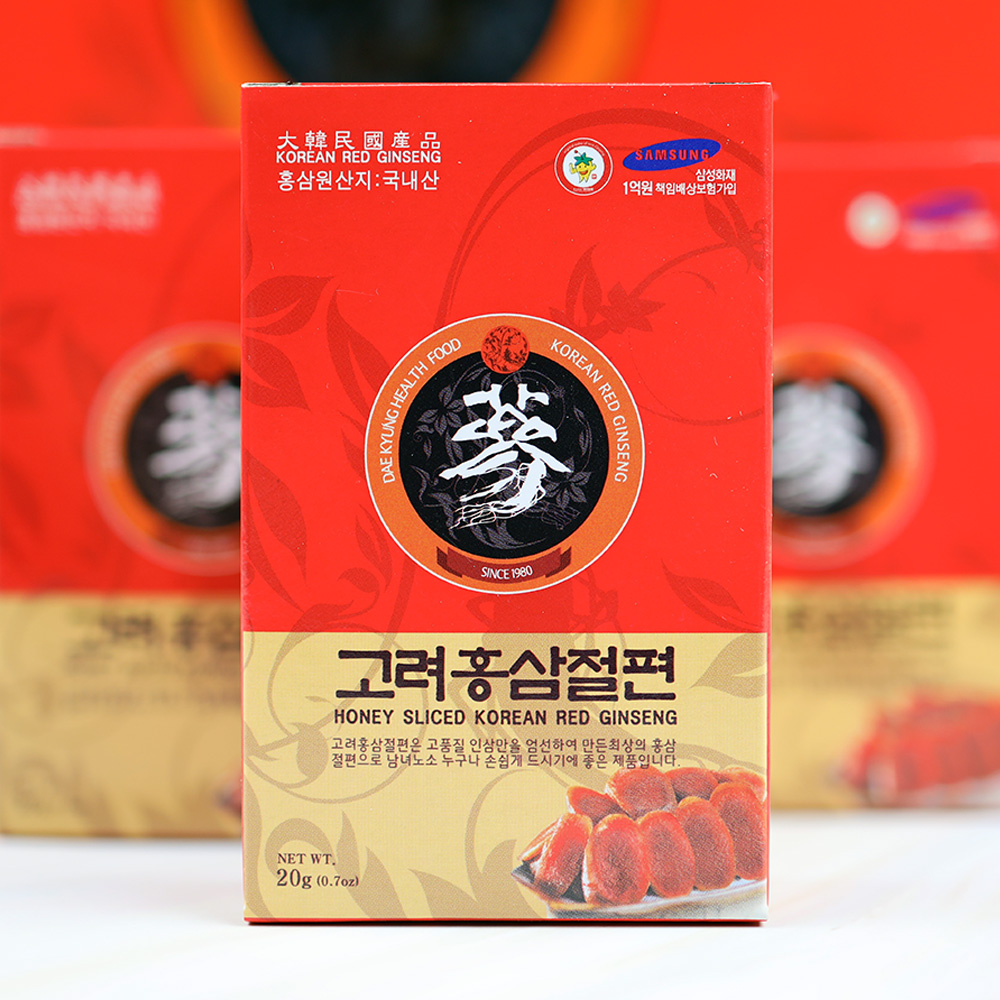 大韓民國産品
KOREAN RED GINSENG
홍삼원산지:국내산
SAMSUNG
삼성화재
1억원 책임배상보험가입
DAE KYUNG HEALTH FOOD
KOREAN RED GINSENG
蔘
SINCE 1980
고려홍삼절편
HONEY SLICED KOREAN RED GINSENG
고려홍삼절편은 고품질 인삼만을 엄선하여 만든최상의 홍삼
절편으로 남녀노소 누구나 손쉽게 드시기에 좋은 제품입니다.
NET WT.
20g (0.7oz)